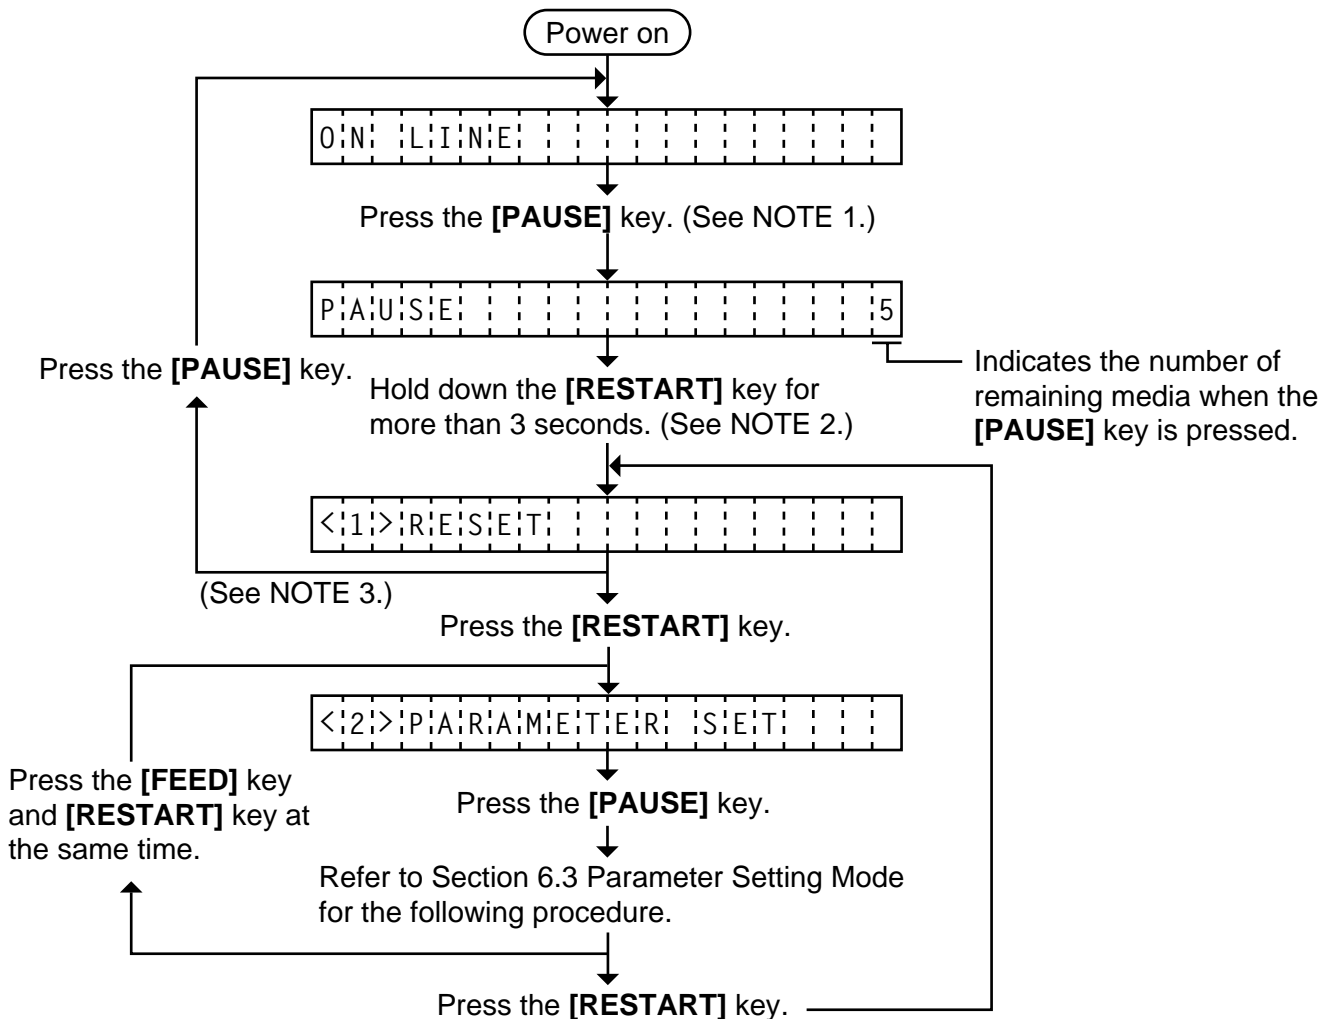 Power on
ON LINE
Press the [PAUSE] key. (See NOTE 1.)
PAUSE 5
Indicates the number of
remaining media when the
[PAUSE] key is pressed.
Press the [PAUSE] key.
Hold down the [RESTART] key for
more than 3 seconds. (See NOTE 2.)
<1>RESET
(See NOTE 3.)
Press the [RESTART] key.
<2>PARAMETER SET
Press the [FEED] key
and [RESTART] key at
the same time.
Press the [PAUSE] key.
Refer to Section 6.3 Parameter Setting Mode
for the following procedure.
Press the [RESTART] key.